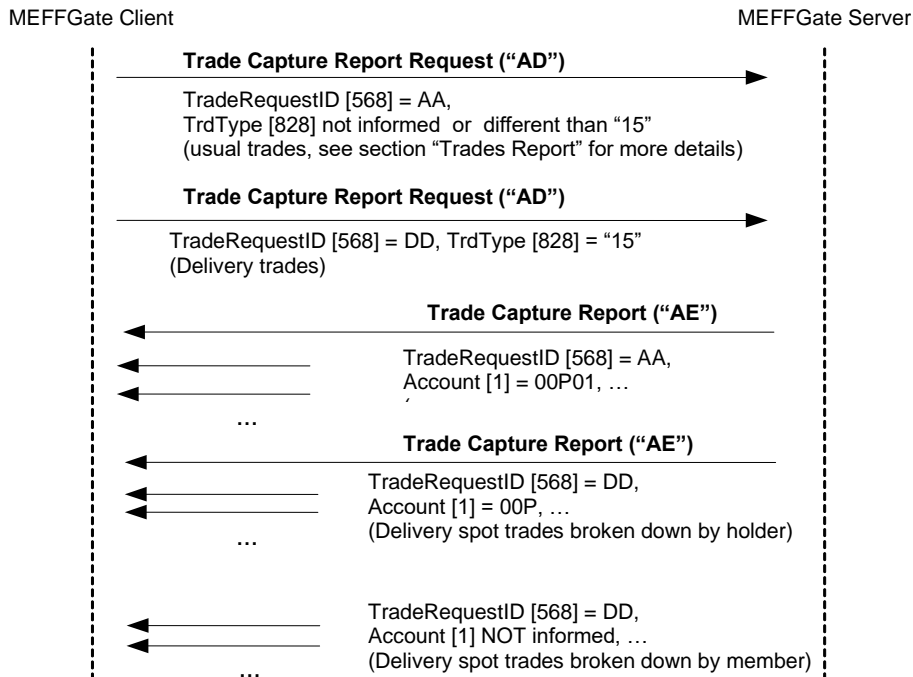 MEFFGate Client
MEFFGate Server
Trade Capture Report Request (“AD”)
TradeRequestID [568] = AA,
TrdType [828] not informed or different than “15”
(usual trades, see section “Trades Report” for more details)
Trade Capture Report Request (“AD”)
TradeRequestID [568] = DD, TrdType [828] = “15”
(Delivery trades)
Trade Capture Report (“AE”)
TradeRequestID [568] = AA,
Account [1] = 00P01, …
…
Trade Capture Report (“AE”)
TradeRequestID [568] = DD,
Account [1] = 00P, …
(Delivery spot trades broken down by holder)
…
TradeRequestID [568] = DD,
Account [1] NOT informed, …
(Delivery spot trades broken down by member)
…